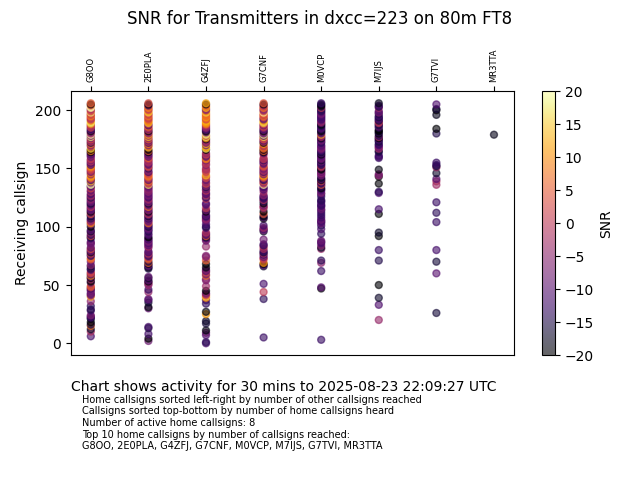 SNR for Transmitters in dxcc=223 on 80m FT8
G8OO 2E0PLA G4ZFJ G7CNF M0VCP M7IJS G7TVI MR3TTA
200
150
100
50
0
Receiving callsign
20
15
10
5
0
−5
−10
−15
−20
SNR
Chart shows activity for 30 mins to 2025-08-23 22:09:27 UTC
Home callsigns sorted left-right by number of other callsigns reached
Callsigns sorted top-bottom by number of home callsigns heard
Number of active home callsigns: 8
Top 10 home callsigns by number of callsigns reached:
G8OO, 2E0PLA, G4ZFJ, G7CNF, M0VCP, M7IJS, G7TVI, MR3TTA